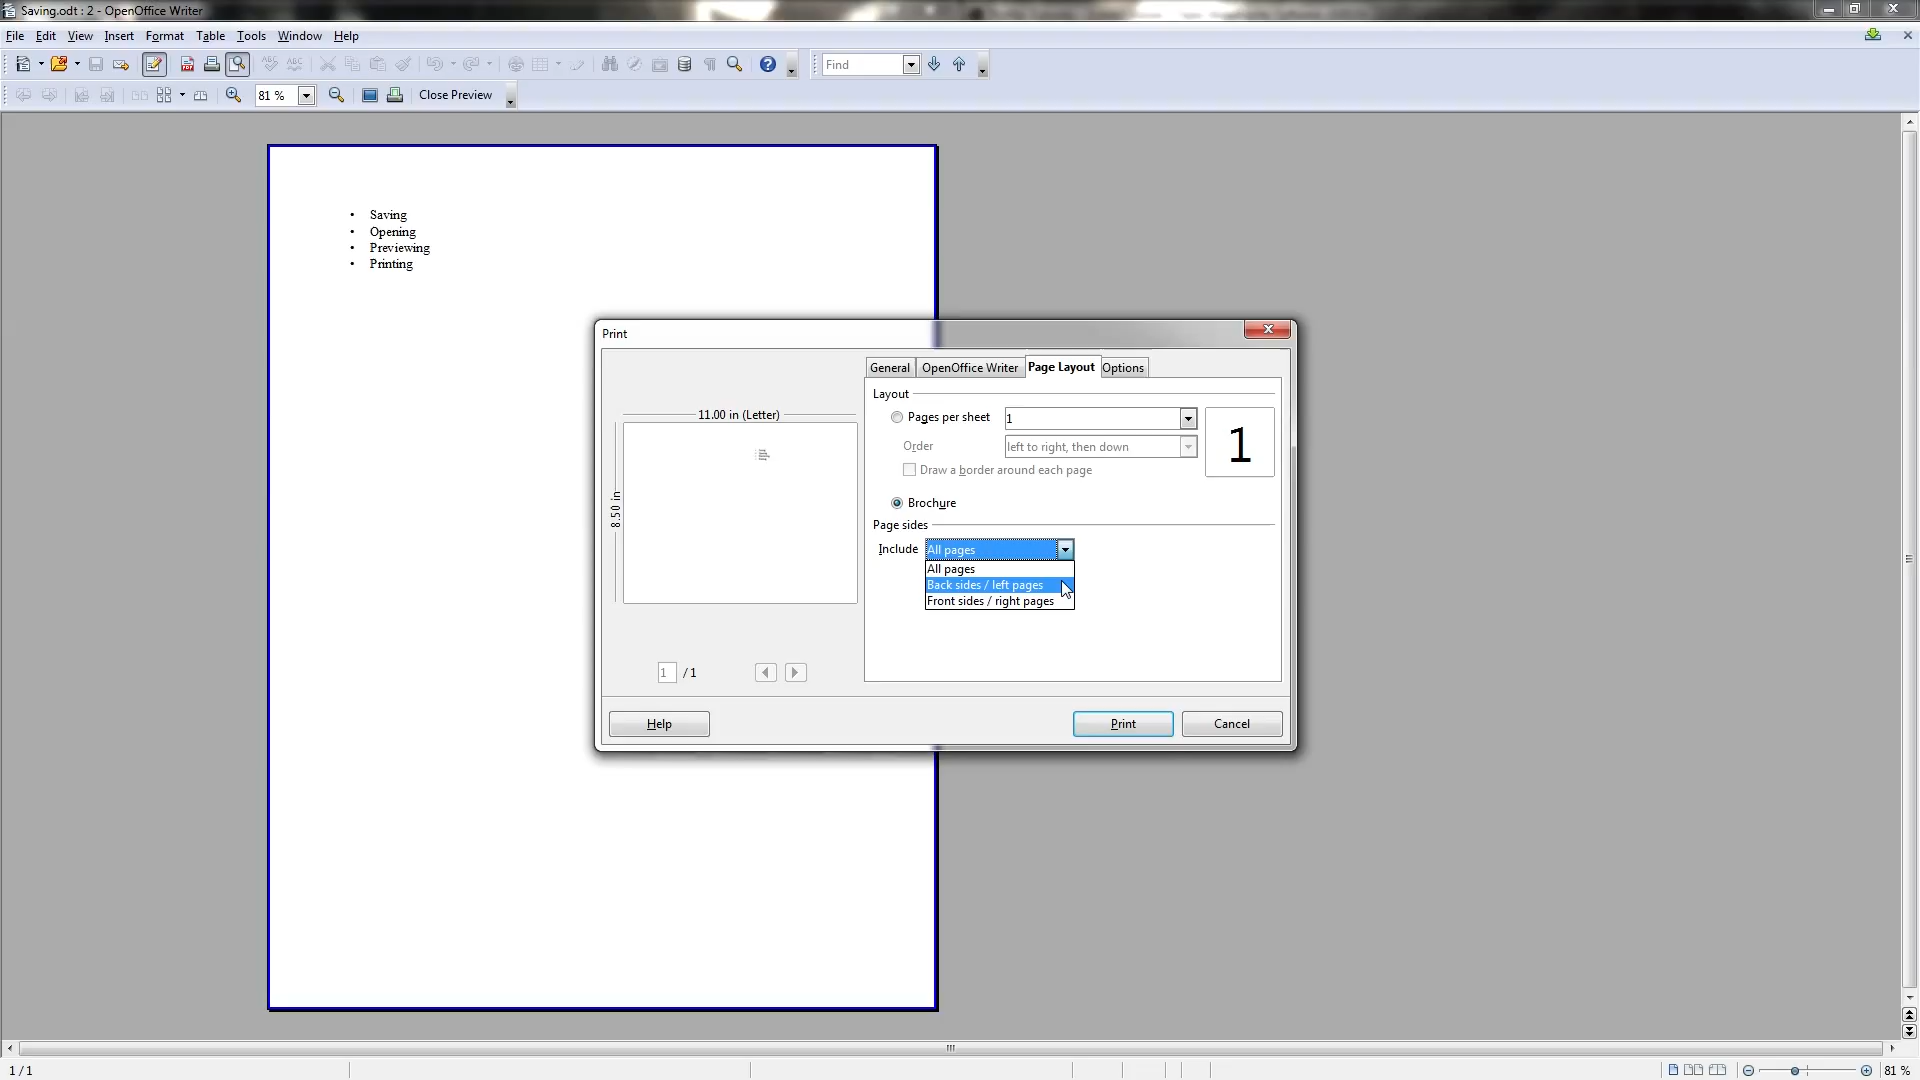 Saving.odt : 2 - OpenOffice Writer
File Edit View Insert Format Table Tools Window Help
Find
81 % Close Preview
• Saving
• Opening
• Previewing
• Printing
Print
General OpenOffice Writer Page Layout Options
Layout
11.00 in (Letter)
8.50 in
Pages per sheet 1
1
Order left to right, then down
Draw a border around each page
Brochure
Page sides
Include All pages
All pages
Back sides / left pages
Front sides / right pages
1 / 1
Help Print Cancel
1 / 1 81 %